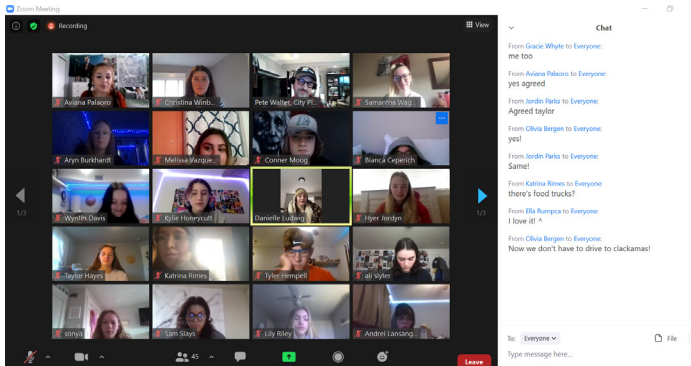 Zoom Meeting
Recording
View
Aviana Palaoro
Christina Winb...
Pete Walter, City Pl...
Samantha Wag...
Aryn Burkhardt
Melissa Vazque...
Conner Moog
Bianca Ceperich
Wynter Davis
Kylie Honeycutt
Danielle Ludwig
Hyer Jordyn
1/3
1/3
Taylor Hayes
Katrina Rimes
Tyler Hempell
ali slyter
sonya
Sam Slays
Lily Riley
Andrei Lansang...
45
Leave
Chat
From Gracie Whyte to Everyone:
me too
From Aviana Palaoro to Everyone:
yes agreed
From Jordin Parks to Everyone:
Agreed taylor
From Olivia Bergen to Everyone:
yes!
From Jordin Parks to Everyone:
Same!
From Katrina Rimes to Everyone:
there's food trucks?
From Ella Rumpca to Everyone:
I love it! ^
From Olivia Bergen to Everyone:
Now we don't have to drive to clackamas!
To: Everyone
File
Type message here...